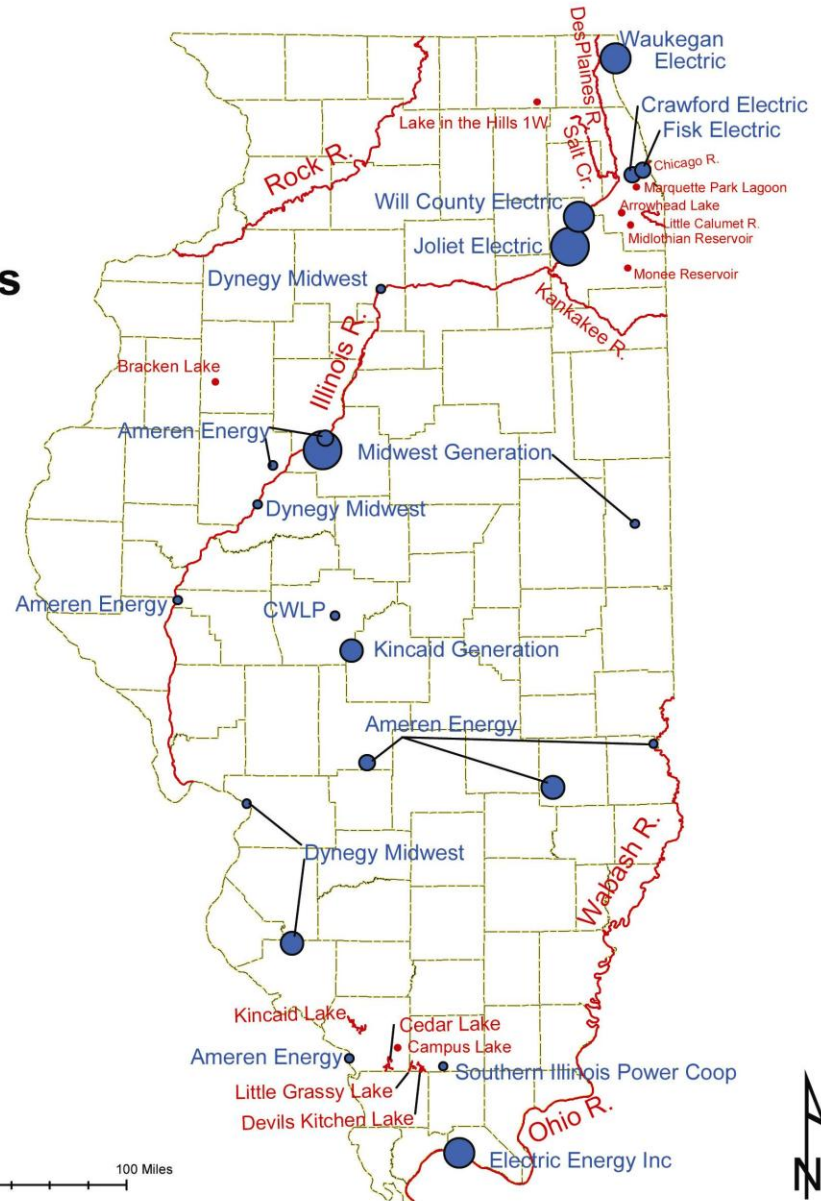 DesPlaines R.
Waukegan
Electric
Lake in the Hills 1W
Salt Cr.
Crawford Electric
Fisk Electric
Rock R.
Chicago R.
Marquette Park Lagoon
Will County Electric
Arrowhead Lake
Little Calumet R.
Joliet Electric
Midlothian Reservoir
s
Dynegy Midwest
Monee Reservoir
Kankakee R.
Illinois R.
Bracken Lake
Ameren Energy
Midwest Generation
Dynegy Midwest
Ameren Energy
CWLP
Kincaid Generation
Ameren Energy
Dynegy Midwest
Wabash R.
Kincaid Lake
Cedar Lake
Campus Lake
Ameren Energy
Southern Illinois Power Coop
Little Grassy Lake
Devils Kitchen Lake
Ohio R.
Electric Energy Inc
100 Miles
N